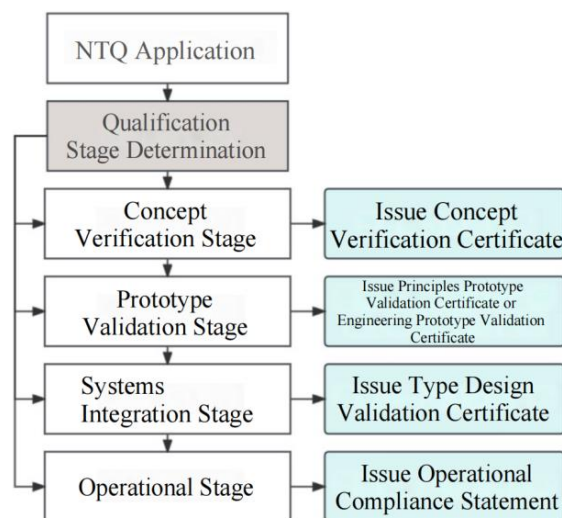 NTQ Application
Qualification
Stage Determination
Concept
Verification Stage
Issue Concept
Verification Certificate
Prototype
Validation Stage
Issue Principles Prototype
Validation Certificate or
Engineering Prototype Validation
Certificate
Systems
Integration Stage
Issue Type Design
Validation Certificate
Operational Stage
Issue Operational
Compliance Statement